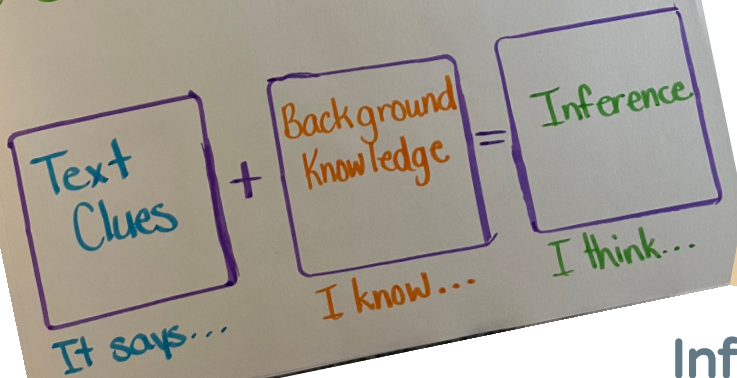 Text
Clues
+
Background
Knowledge
=
Inference
It says...
I know...
I think...
Inf